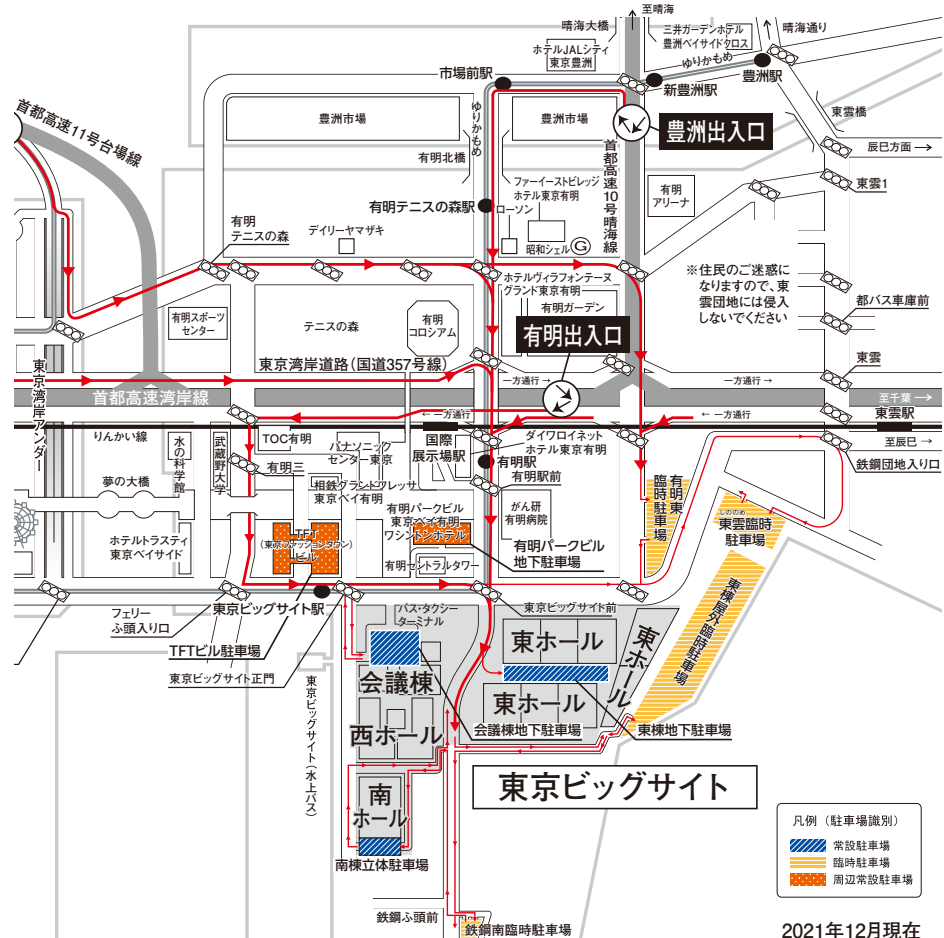 至晴海
晴海大橋
三井ガーデンホテル
豊洲ベイサイドクロス
晴海通り
ホテルJALシティ
東京豊洲
ゆりかもめ
市場前駅
新豊洲駅
豊洲駅
首都高速11号台場線
東雲橋
豊洲市場
ゆりかもめ
豊洲市場
豊洲出入口
辰巳方面→
有明北橋
首都高速10号晴海線
ファーイーストビレッジ
ホテル東京有明
有明
アリーナ
東雲1
有明テニスの森駅
ローソン
有明
テニスの森
デイリーヤマザキ
昭和シェル
G
ホテルヴィラフォンテーヌ
グランド東京有明
※住民のご迷惑に
なりますので、東
雲団地には侵入
しないでください
都バス車庫前
有明スポーツ
センター
テニスの森
有明
コロシアム
有明ガーデン
有明出入口
東京湾岸道路(国道357号線)
東雲
東京湾岸アンダー
首都高速湾岸線
一方通行→
一方通行→
至千葉→
←一方通行
←一方通行
東雲駅
りんかい線
水の科学館
武蔵野大学
TOC有明
パナソニック
センター東京
国際
展示場駅
ダイワロイネット
ホテル東京有明
至辰巳→
有明三
有明駅
有明駅前
鉄鋼団地入り口
夢の大橋
相鉄グランドフレッサ
東京ベイ有明
有明東
臨時駐車場
ホテルトラスティ
東京ベイサイド
TFT
(東京ファッションタウン)
ビル
有明パークビル
東京ベイ有明
ワシントンホテル
がん研
有明病院
しののめ
東雲臨時
駐車場
有明パークビル
地下駐車場
有明セントラルタワー
東棟屋外臨時駐車場
フェリー
ふ頭入り口
東京ビッグサイト駅
バス・タクシー
ターミナル
東京ビッグサイト前
TFTビル駐車場
東京ビッグサイト正門
東ホール
東ホール
会議棟
東京ビッグサイト(水上バス)
東ホール
西ホール
会議棟地下駐車場
東棟地下駐車場
南
ホール
東京ビッグサイト
南棟立体駐車場
凡例(駐車場識別)
常設駐車場
臨時駐車場
周辺常設駐車場
鉄鋼ふ頭前
鉄鋼南臨時駐車場
2021年12月現在